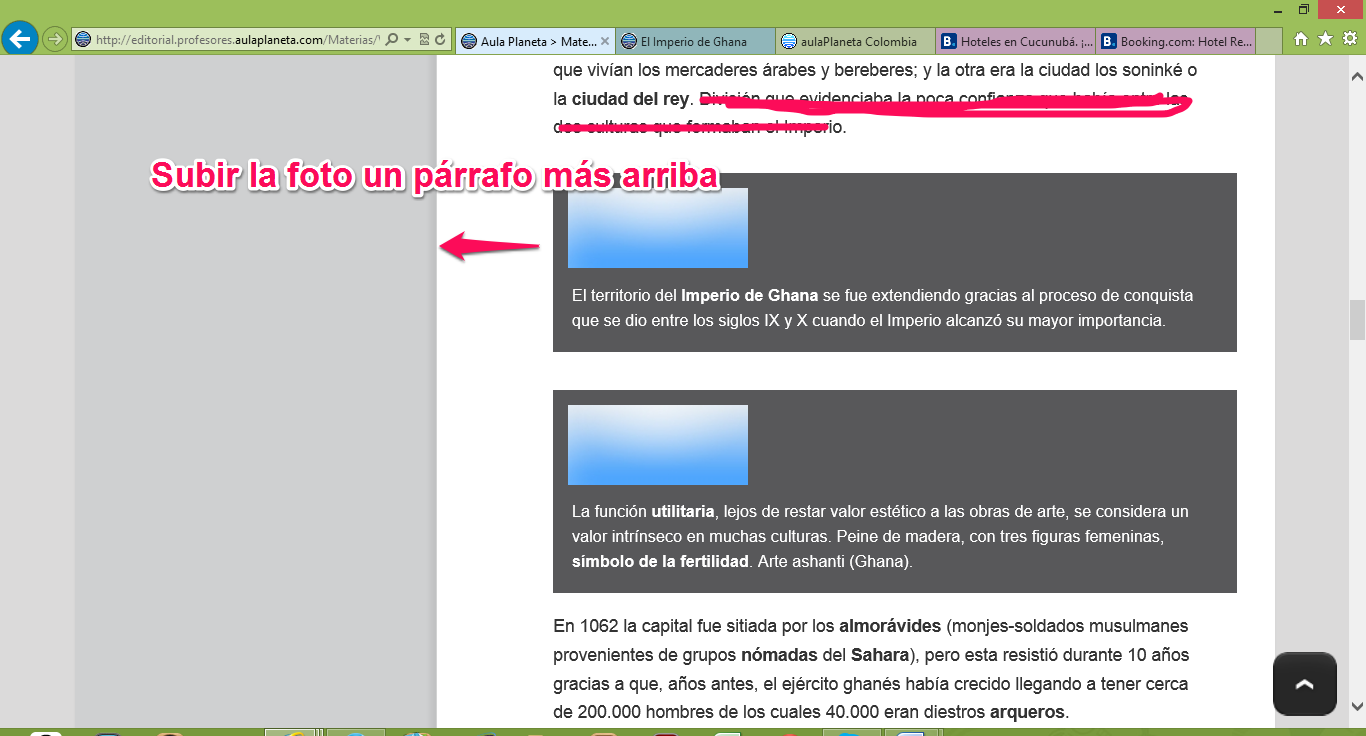 http://editorial.profesores.aulaplaneta.com/Materias/
Aula Planeta > Mate...
El Imperio de Ghana
aulaPlaneta Colombia
B. Hoteles en Cucunubá. ¡...
B. Booking.com: Hotel Re...
que vivían los mercaderes árabes y bereberes; y la otra era la ciudad los soninké o
la ciudad del rey. División que evidenciaba la poca confianza que había entre las
dos culturas que formaban el Imperio.
Subir la foto un párrafo más arriba
El territorio del Imperio de Ghana se fue extendiendo gracias al proceso de conquista
que se dio entre los siglos IX y X cuando el Imperio alcanzó su mayor importancia.
La función utilitaria, lejos de restar valor estético a las obras de arte, se considera un
valor intrínseco en muchas culturas. Peine de madera, con tres figuras femeninas,
símbolo de la fertilidad. Arte ashanti (Ghana).
En 1062 la capital fue sitiada por los almorávides (monjes-soldados musulmanes
provenientes de grupos nómadas del Sahara), pero esta resistió durante 10 años
gracias a que, años antes, el ejército ghanés había crecido llegando a tener cerca
de 200.000 hombres de los cuales 40.000 eran diestros arqueros.